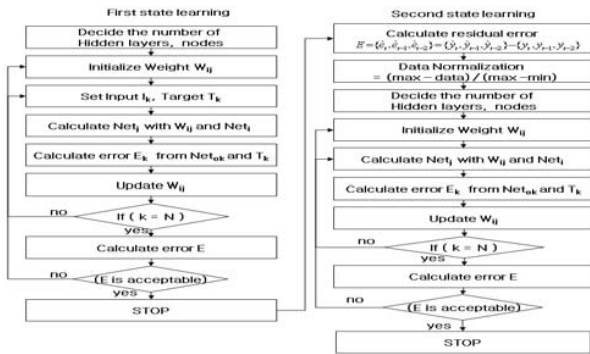 First state learning
Decide the number of
Hidden layers, nodes
Initialize Weight Wij
Set Input Ik, Target Tk
Calculate Netj with Wij and Neti
Calculate error Ek from Netok and Tk
Update Wij
no
If ( k = N )
yes
Calculate error E
no
(E is acceptable)
yes
STOP
Second state learning
Calculate residual error
Data Normalization
= (max - data) / (max-min)
Decide the number of
Hidden layers, nodes
Initialize Weight Wij
Calculate Netj with Wij and Neti
Calculate error Ek from Netok and Tk
Update Wij
no
If ( k = N )
yes
Calculate error E
no
(E is acceptable)
yes
STOP